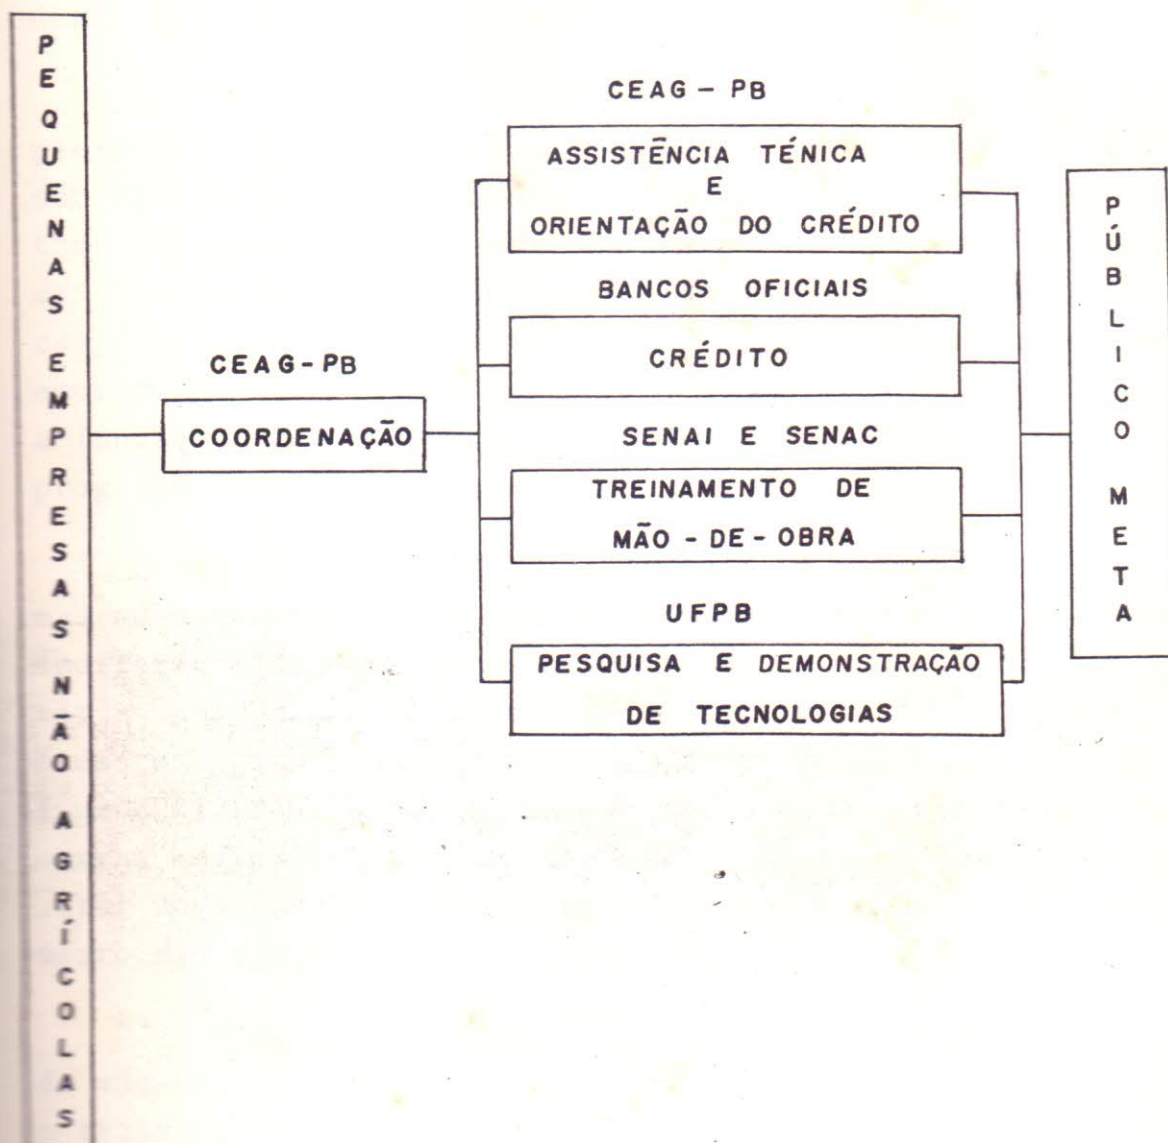 PEQUENAS EMPRESAS NÃO AGRÍCOLAS
CEAG-PB
COORDENAÇÃO
CEAG - PB
ASSISTÊNCIA TÉNICA
E
ORIENTAÇÃO DO CRÉDITO
BANCOS OFICIAIS
CRÉDITO
SENAI E SENAC
TREINAMENTO DE
MÃO - DE - OBRA
UFPB
PESQUISA E DEMONSTRAÇÃO
DE TECNOLOGIAS
PÚBLICO META